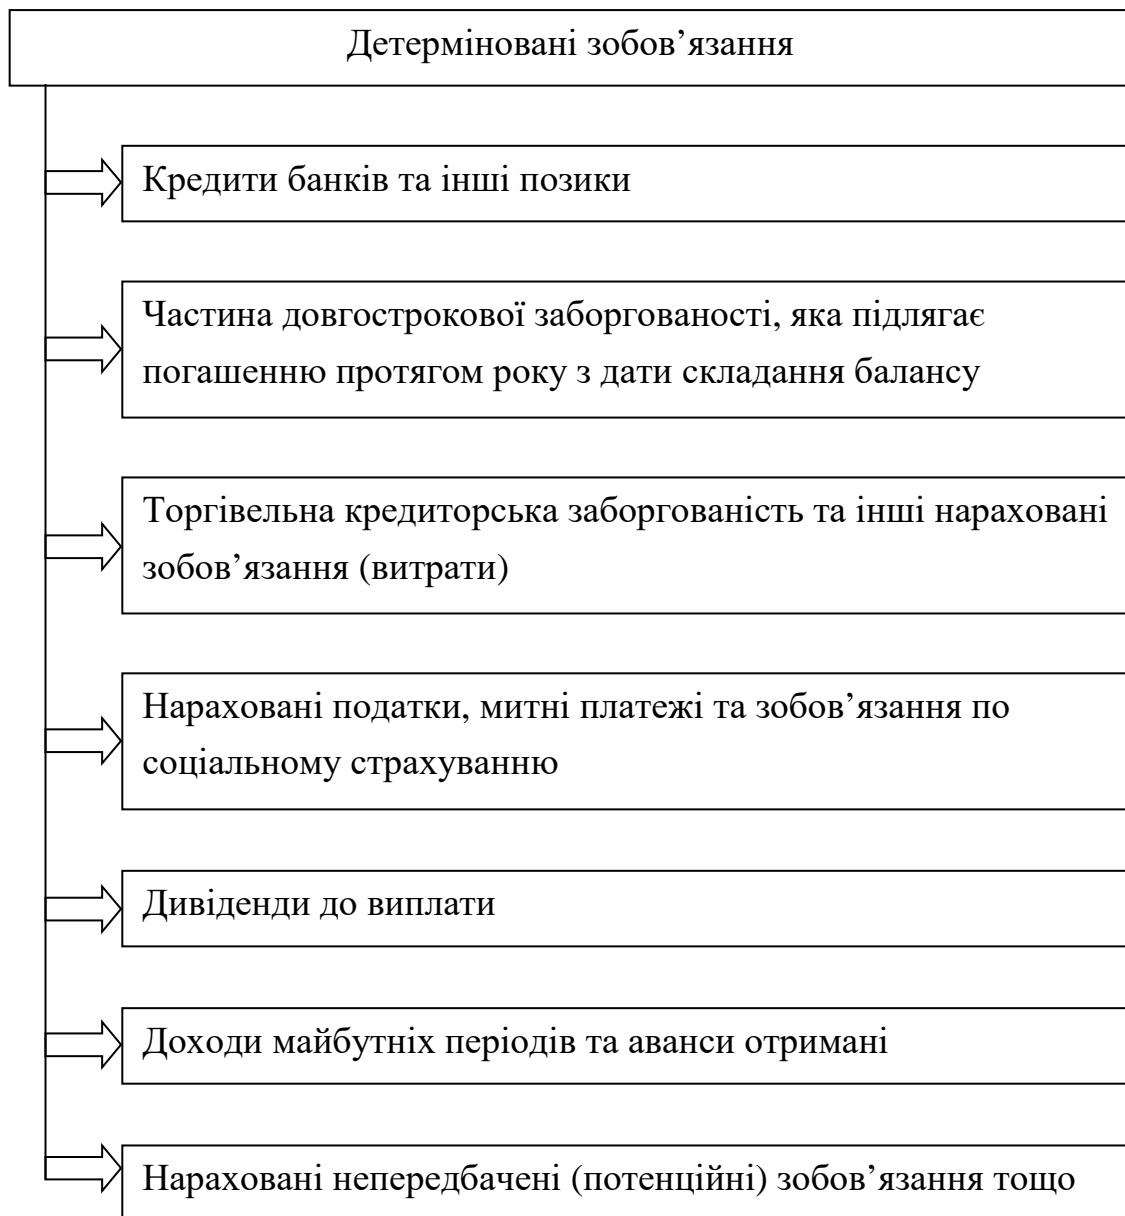 Детерміновані зобов’язання
Кредити банків та інші позики
Частина довгострокової заборгованості, яка підлягає
погашенню протягом року з дати складання балансу
Торгівельна кредиторська заборгованість та інші нараховані
зобов’язання (витрати)
Нараховані податки, митні платежі та зобов’язання по
соціальному страхуванню
Дивіденди до виплати
Доходи майбутніх періодів та аванси отримані
Нараховані непередбачені (потенційні) зобов’язання тощо